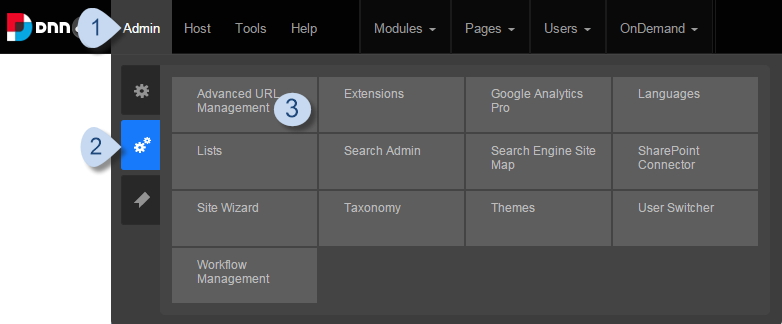 DNN
1
Admin
Host
Tools
Help
Modules
Pages
Users
OnDemand
2
Advanced URL
Management
3
Extensions
Google Analytics
Pro
Languages
Lists
Search Admin
Search Engine Site
Map
SharePoint
Connector
Site Wizard
Taxonomy
Themes
User Switcher
Workflow
Management